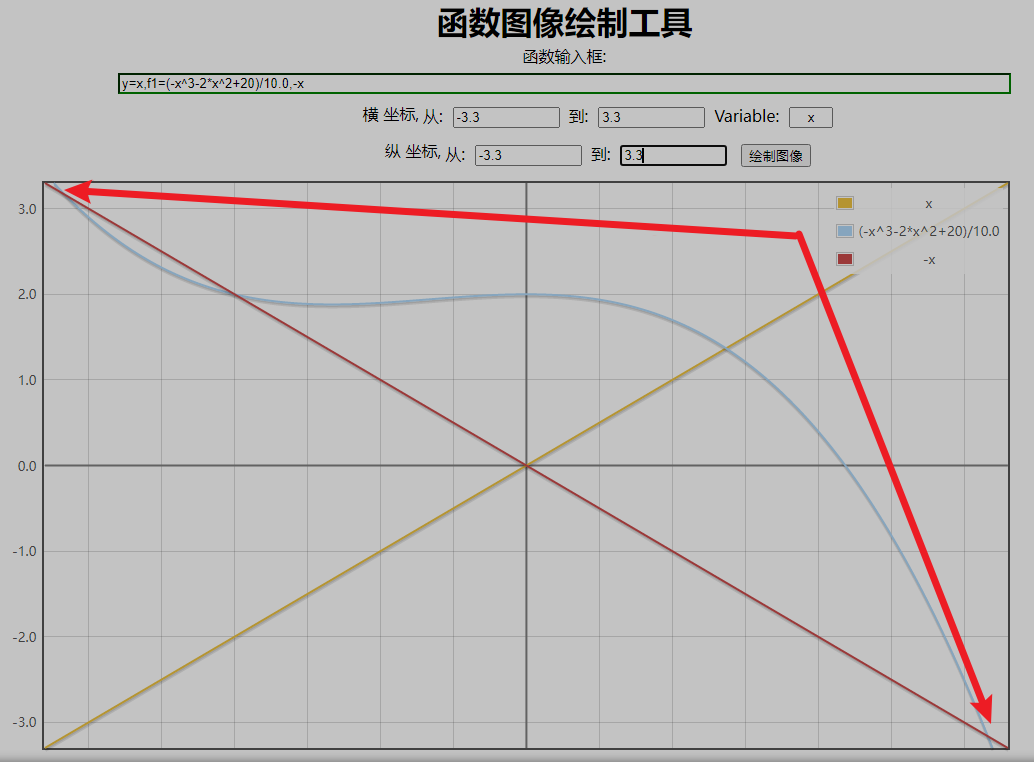 函数图像绘制工具
函数输入框:
y=x,f1=(-x^3-2*x^2+20)/10.0,-x
横 坐标, 从: -3.3 到: 3.3 Variable: x
纵 坐标, 从: -3.3 到: 3.3 绘制图像
x
(-x^3-2*x^2+20)/10.0
-x
3.0
2.0
1.0
0.0
-1.0
-2.0
-3.0